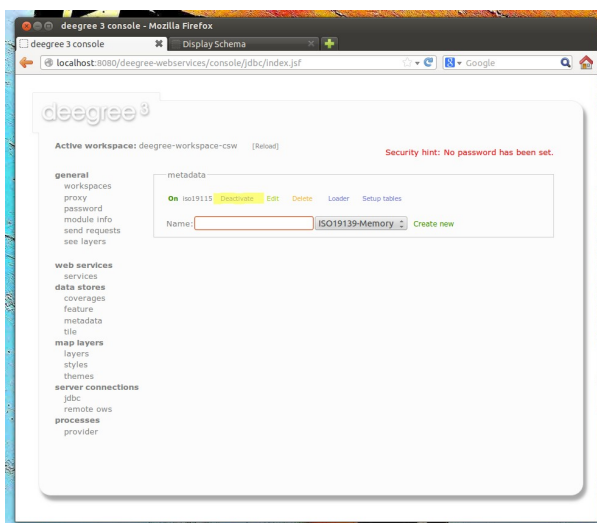 deegree 3 console - Mozilla Firefox
deegree 3 console
Display Schema
localhost:8080/deegree-webservices/console/jdbc/index.jsf
Google
deegree 3
Active workspace: deegree-workspace-csw [Reload]
Security hint: No password has been set.
general
workspaces
proxy
password
module info
send requests
see layers
web services
services
data stores
coverages
feature
metadata
tile
map layers
layers
styles
themes
server connections
jdbc
remote ows
processes
provider
metadata
On iso19115 Deactivate Edit Delete Loader Setup tables
Name: ISO19139-Memory Create new